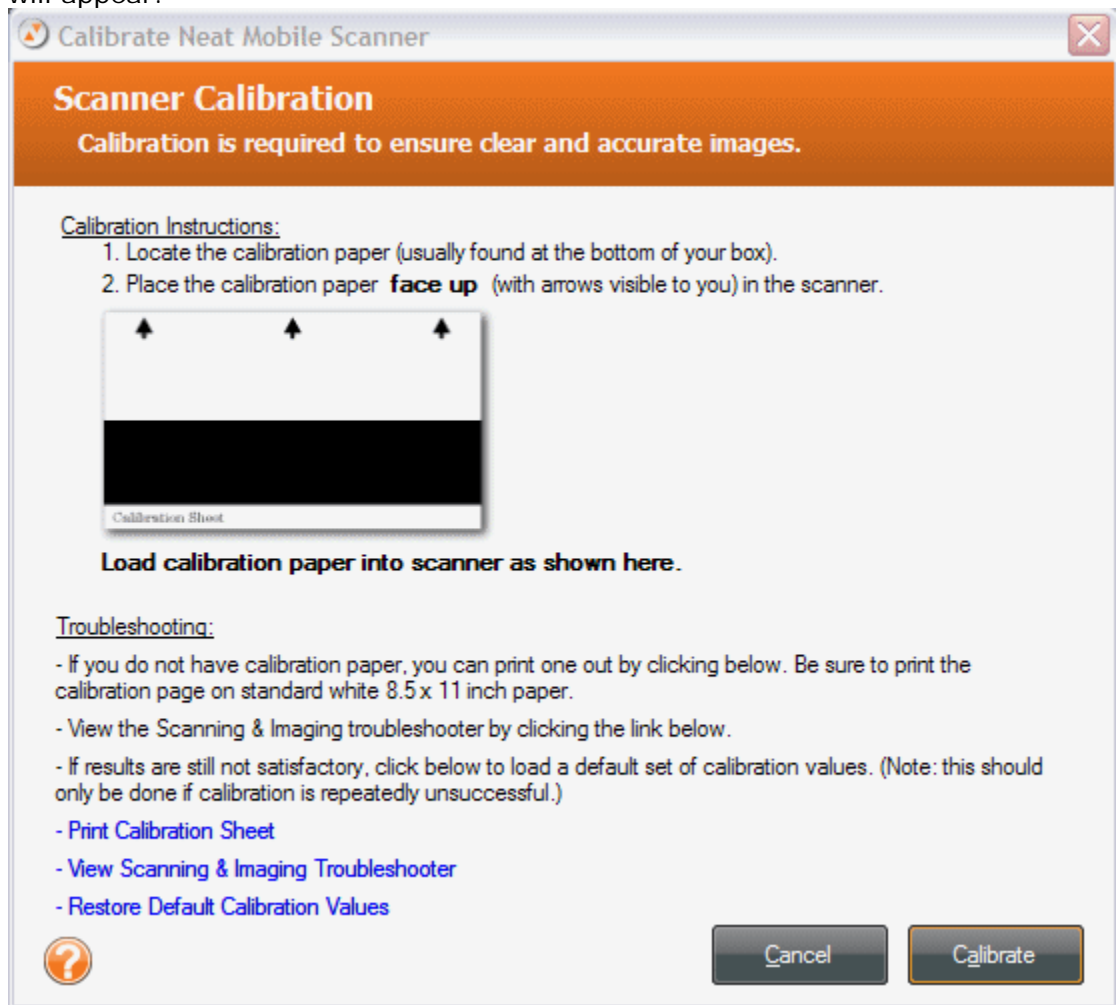 will appear:
Calibrate Neat Mobile Scanner
Scanner Calibration
Calibration is required to ensure clear and accurate images.
Calibration Instructions:
1. Locate the calibration paper (usually found at the bottom of your box).
2. Place the calibration paper face up (with arrows visible to you) in the scanner.
Calibration Sheet
Load calibration paper into scanner as shown here.
Troubleshooting:
- If you do not have calibration paper, you can print one out by clicking below. Be sure to print the
calibration page on standard white 8.5 x 11 inch paper.
- View the Scanning & Imaging troubleshooter by clicking the link below.
- If results are still not satisfactory, click below to load a default set of calibration values. (Note: this should
only be done if calibration is repeatedly unsuccessful.)
- Print Calibration Sheet
- View Scanning & Imaging Troubleshooter
- Restore Default Calibration Values
? Cancel Calibrate